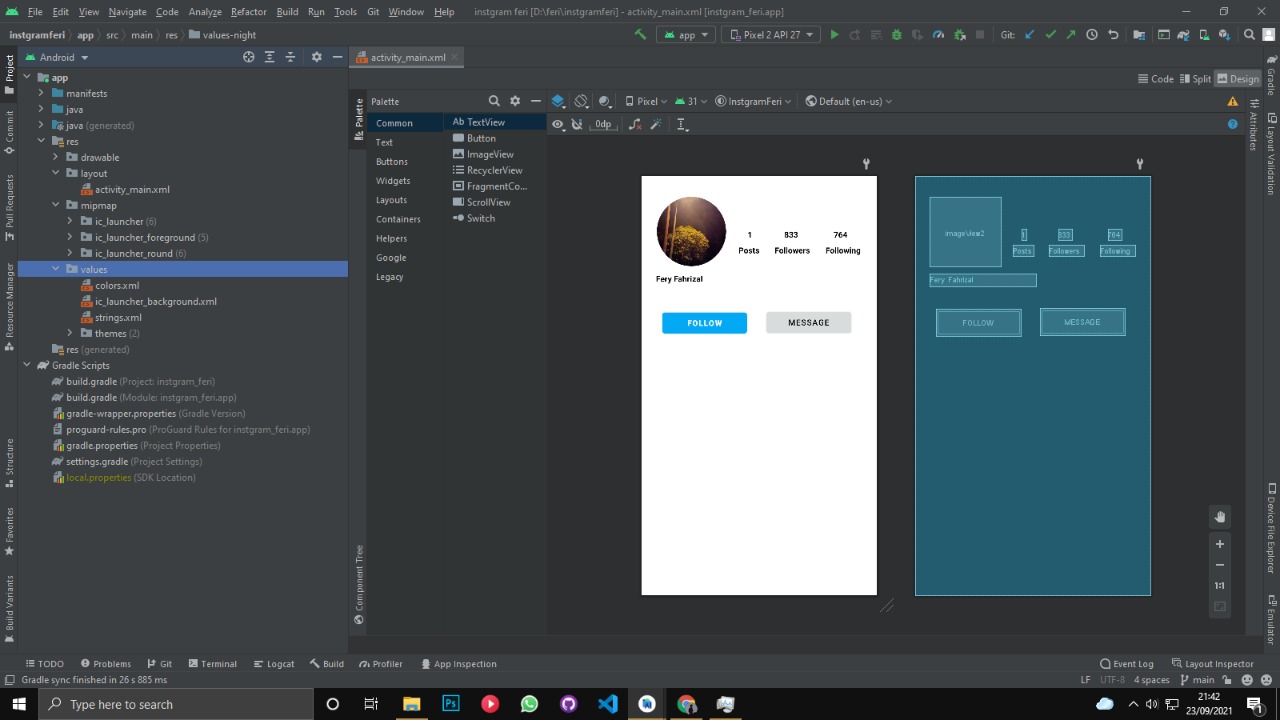 File Edit View Navigate Code Analyze Refactor Build Run Tools Git Window Help instgram feri [D:\feri\instgramferi] - activity_main.xml [instgram_feri.app]
instgramferi app src main res values-night app Pixel 2 API 27 Git:
Project
Commit
Pull Requests
Resource Manager
Structure
Favorites
Build Variants
Android
app
manifests
java
java (generated)
res
drawable
layout
activity_main.xml
mipmap
ic_launcher (6)
ic_launcher_foreground (5)
ic_launcher_round (6)
values
colors.xml
ic_launcher_background.xml
strings.xml
themes (2)
res (generated)
Gradle Scripts
build.gradle (Project: instgram_feri)
build.gradle (Module: instgram_feri.app)
gradle-wrapper.properties (Gradle Version)
proguard-rules.pro (ProGuard Rules for instgram_feri.app)
gradle.properties (Project Properties)
settings.gradle (Project Settings)
local.properties (SDK Location)
activity_main.xml
Code Split Design
Palette
Component Tree
Palette
Common
Text
Buttons
Widgets
Layouts
Containers
Helpers
Google
Legacy
Ab TextView
Button
ImageView
RecyclerView
FragmentCo...
ScrollView
Switch
Pixel 31 InstgramFeri Default (en-us)
0dp
1 833 764
Posts Followers Following
Fery Fahrizal
FOLLOW MESSAGE
imageView2
1 833 764
Posts Followers Following
Fery Fahrizal
FOLLOW MESSAGE
1:1
Gradle
Attributes
Layout Validation
Device File Explorer
Emulator
TODO Problems Git Terminal Logcat Build Profiler App Inspection Event Log Layout Inspector
Gradle sync finished in 26 s 885 ms LF UTF-8 4 spaces main
Type here to search
Ps
21:42
23/09/2021
1